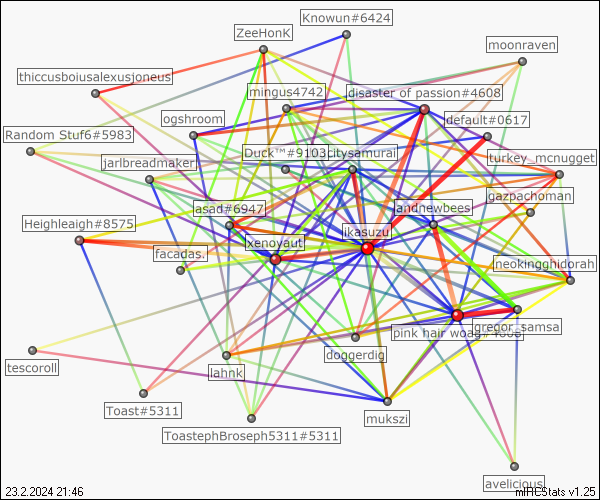 Knowun#6424
ZeeHonK
moonraven
thiccusboiusalexusjoneus
mingus4742
disaster of passion#4608
ogshroom
default#0617
Random Stuf6#5983
Duck™#9103
citysamurai
turkey_mcnugget
jarlbreadmaker
gazpachoman
asad#6947
andnewbees
Heighleaigh#8575
ikasuzu
xenoyaut
facadas.
neokingghidorah
pink hair woag#4608
gregor_samsa
doggerdig
tescoroll
lahnk
Toast#5311
mukszi
ToastephBroseph5311#5311
avelicious
23.2.2024 21:46
mIRCStats v1.25